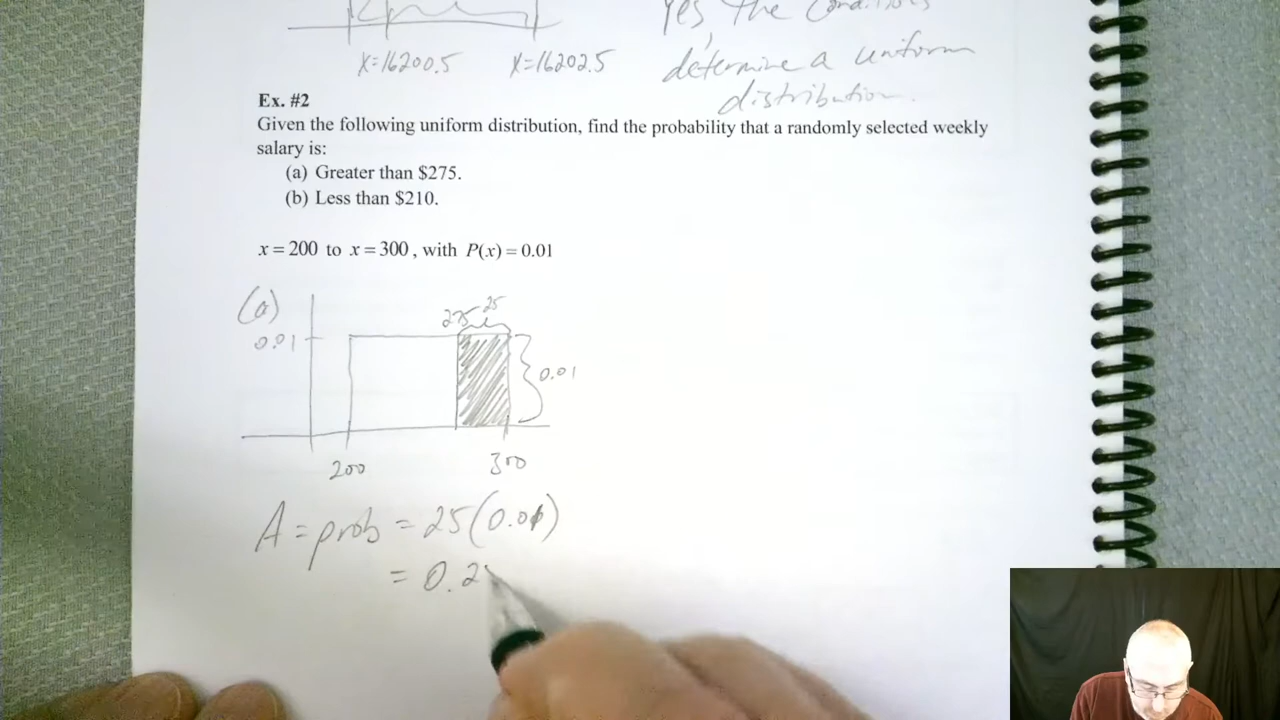 Yes, the conditions
x=16200.5 x=16202.5 determine a uniform
distribution.
Ex. #2
Given the following uniform distribution, find the probability that a randomly selected weekly
salary is:
(a) Greater than $275.
(b) Less than $210.
x = 200 to x = 300, with P(x) = 0.01
(a)
275 25
0.01
0.01
200 300
A = prob = 25(0.01)
= 0.2